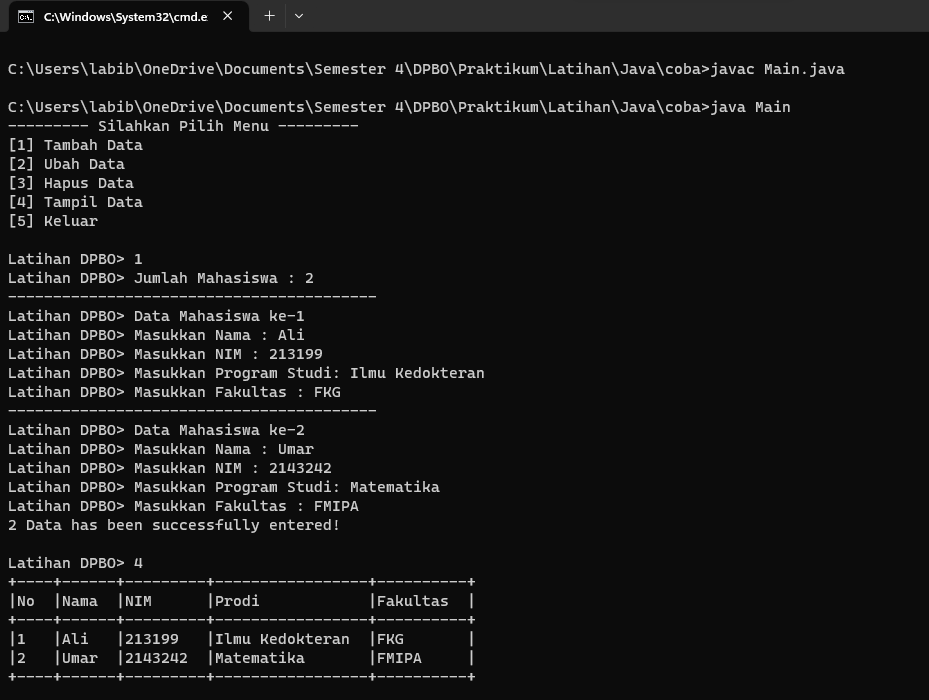 C:\Windows\System32\cmd.e
C:\Users\labib\OneDrive\Documents\Semester 4\DPBO\Praktikum\Latihan\Java\coba>javac Main.java
C:\Users\labib\OneDrive\Documents\Semester 4\DPBO\Praktikum\Latihan\Java\coba>java Main
--------- Silahkan Pilih Menu ---------
[1] Tambah Data
[2] Ubah Data
[3] Hapus Data
[4] Tampil Data
[5] Keluar
Latihan DPBO> 1
Latihan DPBO> Jumlah Mahasiswa : 2
-----------------------------------------
Latihan DPBO> Data Mahasiswa ke-1
Latihan DPBO> Masukkan Nama : Ali
Latihan DPBO> Masukkan NIM : 213199
Latihan DPBO> Masukkan Program Studi: Ilmu Kedokteran
Latihan DPBO> Masukkan Fakultas : FKG
-----------------------------------------
Latihan DPBO> Data Mahasiswa ke-2
Latihan DPBO> Masukkan Nama : Umar
Latihan DPBO> Masukkan NIM : 2143242
Latihan DPBO> Masukkan Program Studi: Matematika
Latihan DPBO> Masukkan Fakultas : FMIPA
2 Data has been successfully entered!
Latihan DPBO> 4
+----+------+---------+-----------------+----------+
|No  |Nama  |NIM      |Prodi            |Fakultas  |
+----+------+---------+-----------------+----------+
|1   |Ali   |213199   |Ilmu Kedokteran  |FKG       |
|2   |Umar  |2143242  |Matematika       |FMIPA     |
+----+------+---------+-----------------+----------+